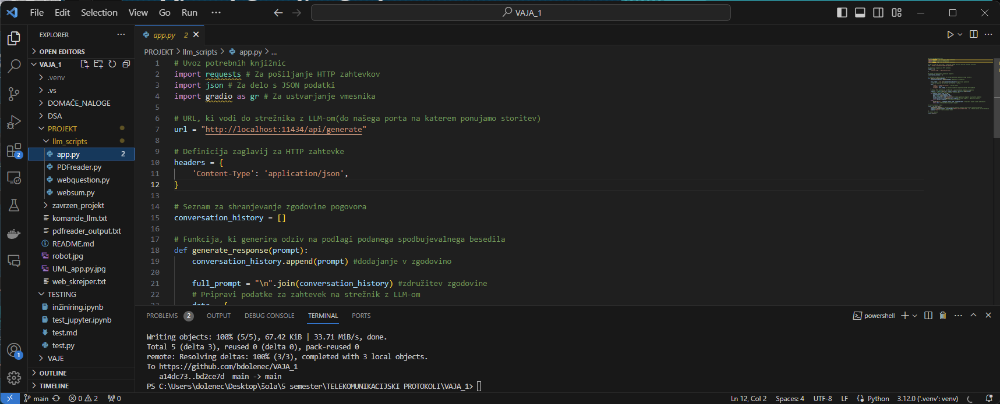 File Edit Selection View Go Run ··· VAJA_1
EXPLORER ···
OPEN EDITORS
VAJA_1
.venv
.vs
DOMAČE_NALOGE
DSA
PROJEKT
llm_scripts
app.py 2
PDFreader.py
webquestion.py
websum.py
zavrzen_projekt
komande_llm.txt
pdfreader_output.txt
README.md
robot.jpg
UML_app.py.jpg
web_skrejper.txt
TESTING
inžiniring.ipynb
test_jupyter.ipynb
test.md
test.py
VAJE
OUTLINE
TIMELINE
2
1
app.py 2
PROJEKT > llm_scripts > app.py > ...
1 # Uvoz potrebnih knjižnic
2 import requests # Za pošiljanje HTTP zahtevkov
3 import json # Za delo s JSON podatki
4 import gradio as gr # Za ustvarjanje vmesnika
5
6 # URL, ki vodi do strežnika z LLM-om(do našega porta na katerem ponujamo storitev)
7 url = "http://localhost:11434/api/generate"
8
9 # Definicija zaglavij za HTTP zahtevke
10 headers = {
11 'Content-Type': 'application/json',
12 }
13
14 # Seznam za shranjevanje zgodovine pogovora
15 conversation_history = []
16
17 # Funkcija, ki generira odziv na podlagi podanega spodbujevalnega besedila
18 def generate_response(prompt):
19 conversation_history.append(prompt) #dodajanje v zgodovino
20
21 full_prompt = "\n".join(conversation_history) #združitev zgodovine
22 # Pripravi podatke za zahtevek na strežnik z LLM-om
23 data = {
PROBLEMS 2 OUTPUT DEBUG CONSOLE TERMINAL PORTS powershell
Writing objects: 100% (5/5), 67.42 KiB | 33.71 MiB/s, done.
Total 5 (delta 3), reused 0 (delta 0), pack-reused 0
remote: Resolving deltas: 100% (3/3), completed with 3 local objects.
To https://github.com/bdolenec/VAJA_1
a14dc73..bd2ce7d main -> main
PS C:\Users\dolenec\Desktop\šola\5 semester\TELEKOMUNIKACIJSKI PROTOKOLI\VAJA_1>
main 0 2 0 Ln 12, Col 2 Spaces: 4 UTF-8 LF Python 3.12.0 ('.venv': venv)